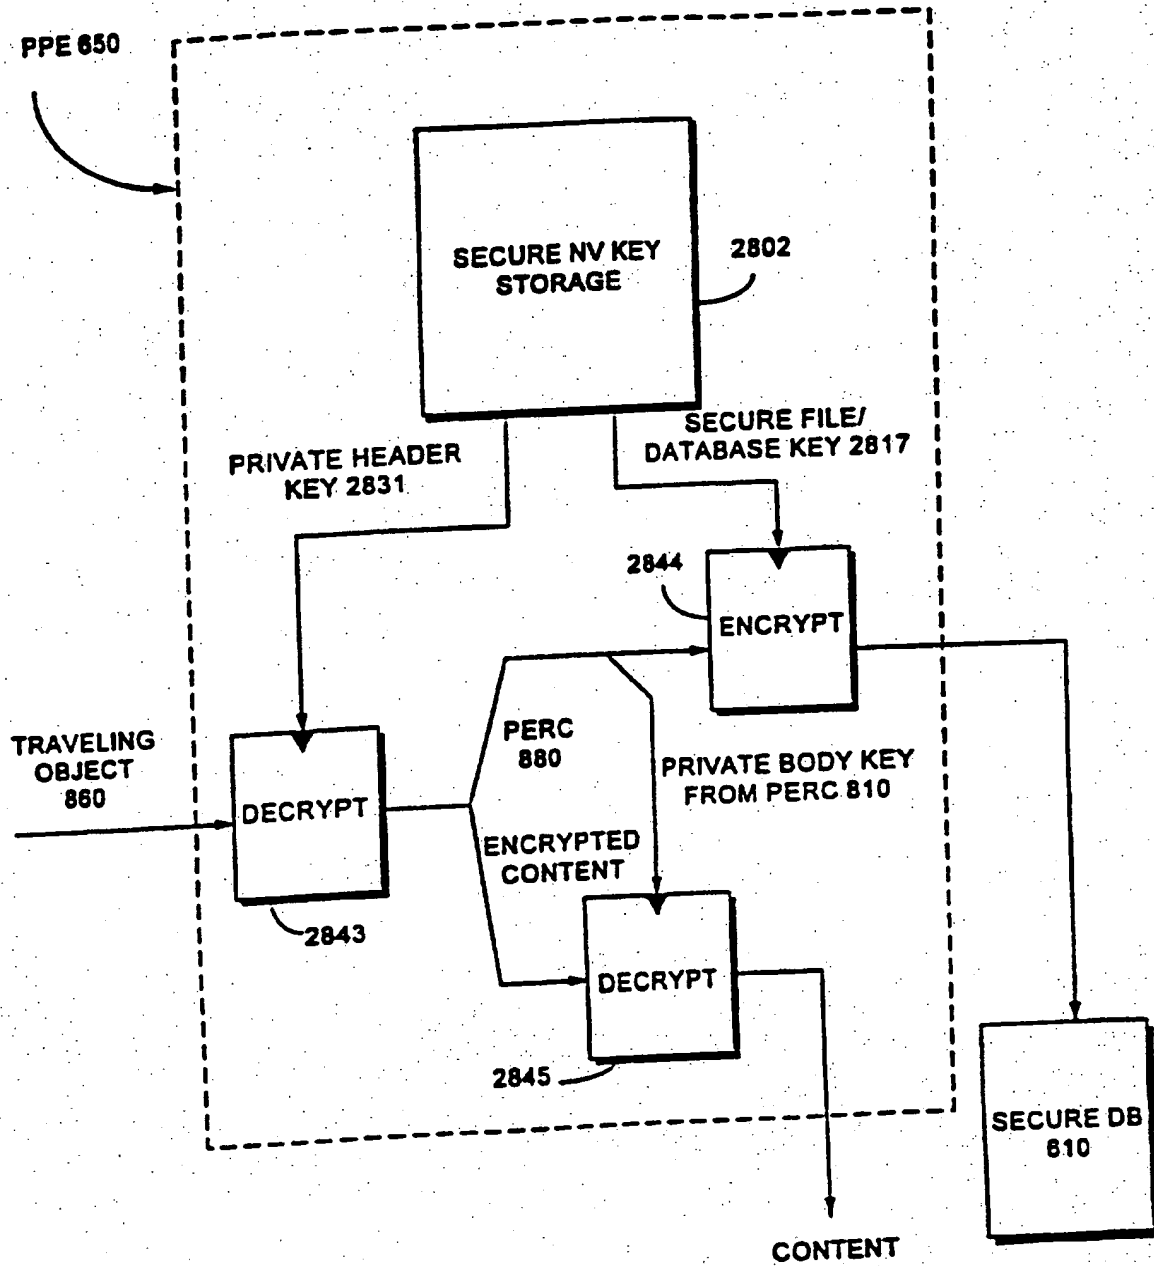 PPE 650
SECURE NV KEY
STORAGE
2802
PRIVATE HEADER
KEY 2831
SECURE FILE/
DATABASE KEY 2817
2844
ENCRYPT
TRAVELING
OBJECT
860
DECRYPT
2843
PERC
880
PRIVATE BODY KEY
FROM PERC 810
ENCRYPTED
CONTENT
DECRYPT
2845
SECURE DB
610
CONTENT